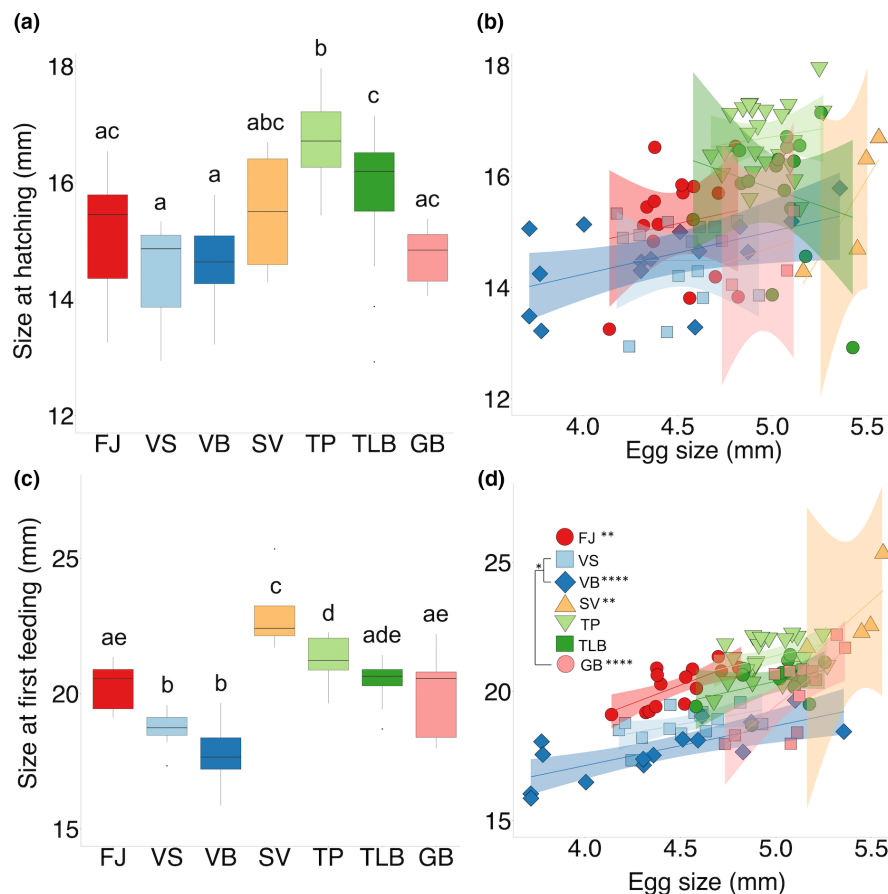 (a)
Size at hatching (mm)
18
16
14
12
ac
a
a
abc
b
c
ac
FJ VS VB SV TP TLB GB
(b)
18
16
14
12
4.0 4.5 5.0 5.5
Egg size (mm)
(c)
Size at first feeding (mm)
25
20
15
ae
b
b
c
d
ade
ae
FJ VS VB SV TP TLB GB
(d)
25
20
15
FJ **
* VS
VB****
SV**
TP
TLB
GB ****
4.0 4.5 5.0 5.5
Egg size (mm)